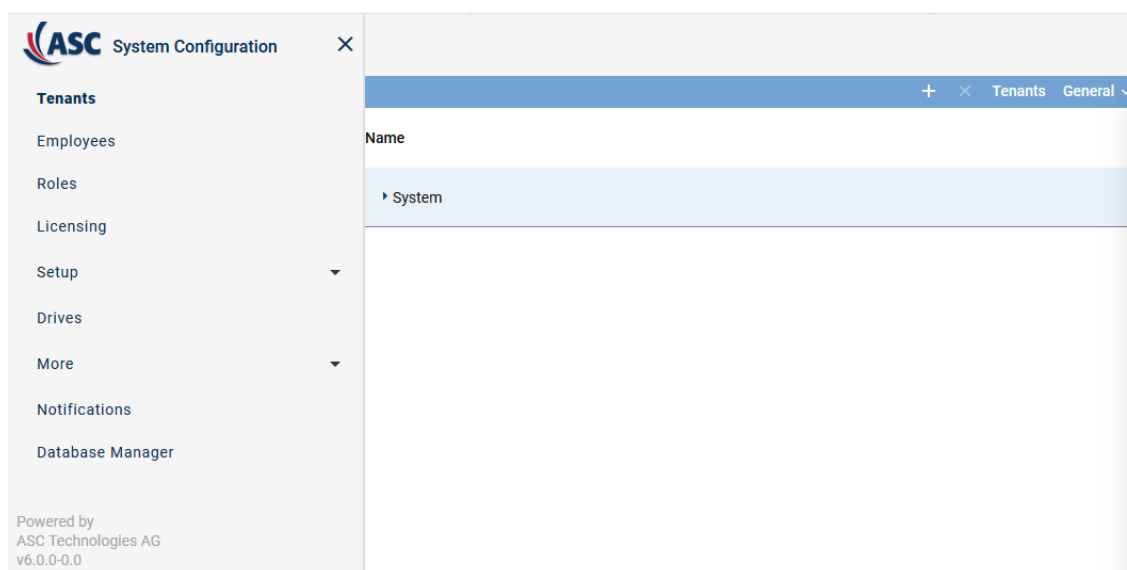 ASC System Configuration
Tenants
Employees
Roles
Licensing
Setup
Drives
More
Notifications
Database Manager
Powered by
ASC Technologies AG
v6.0.0-0.0
Tenants General
Name
System